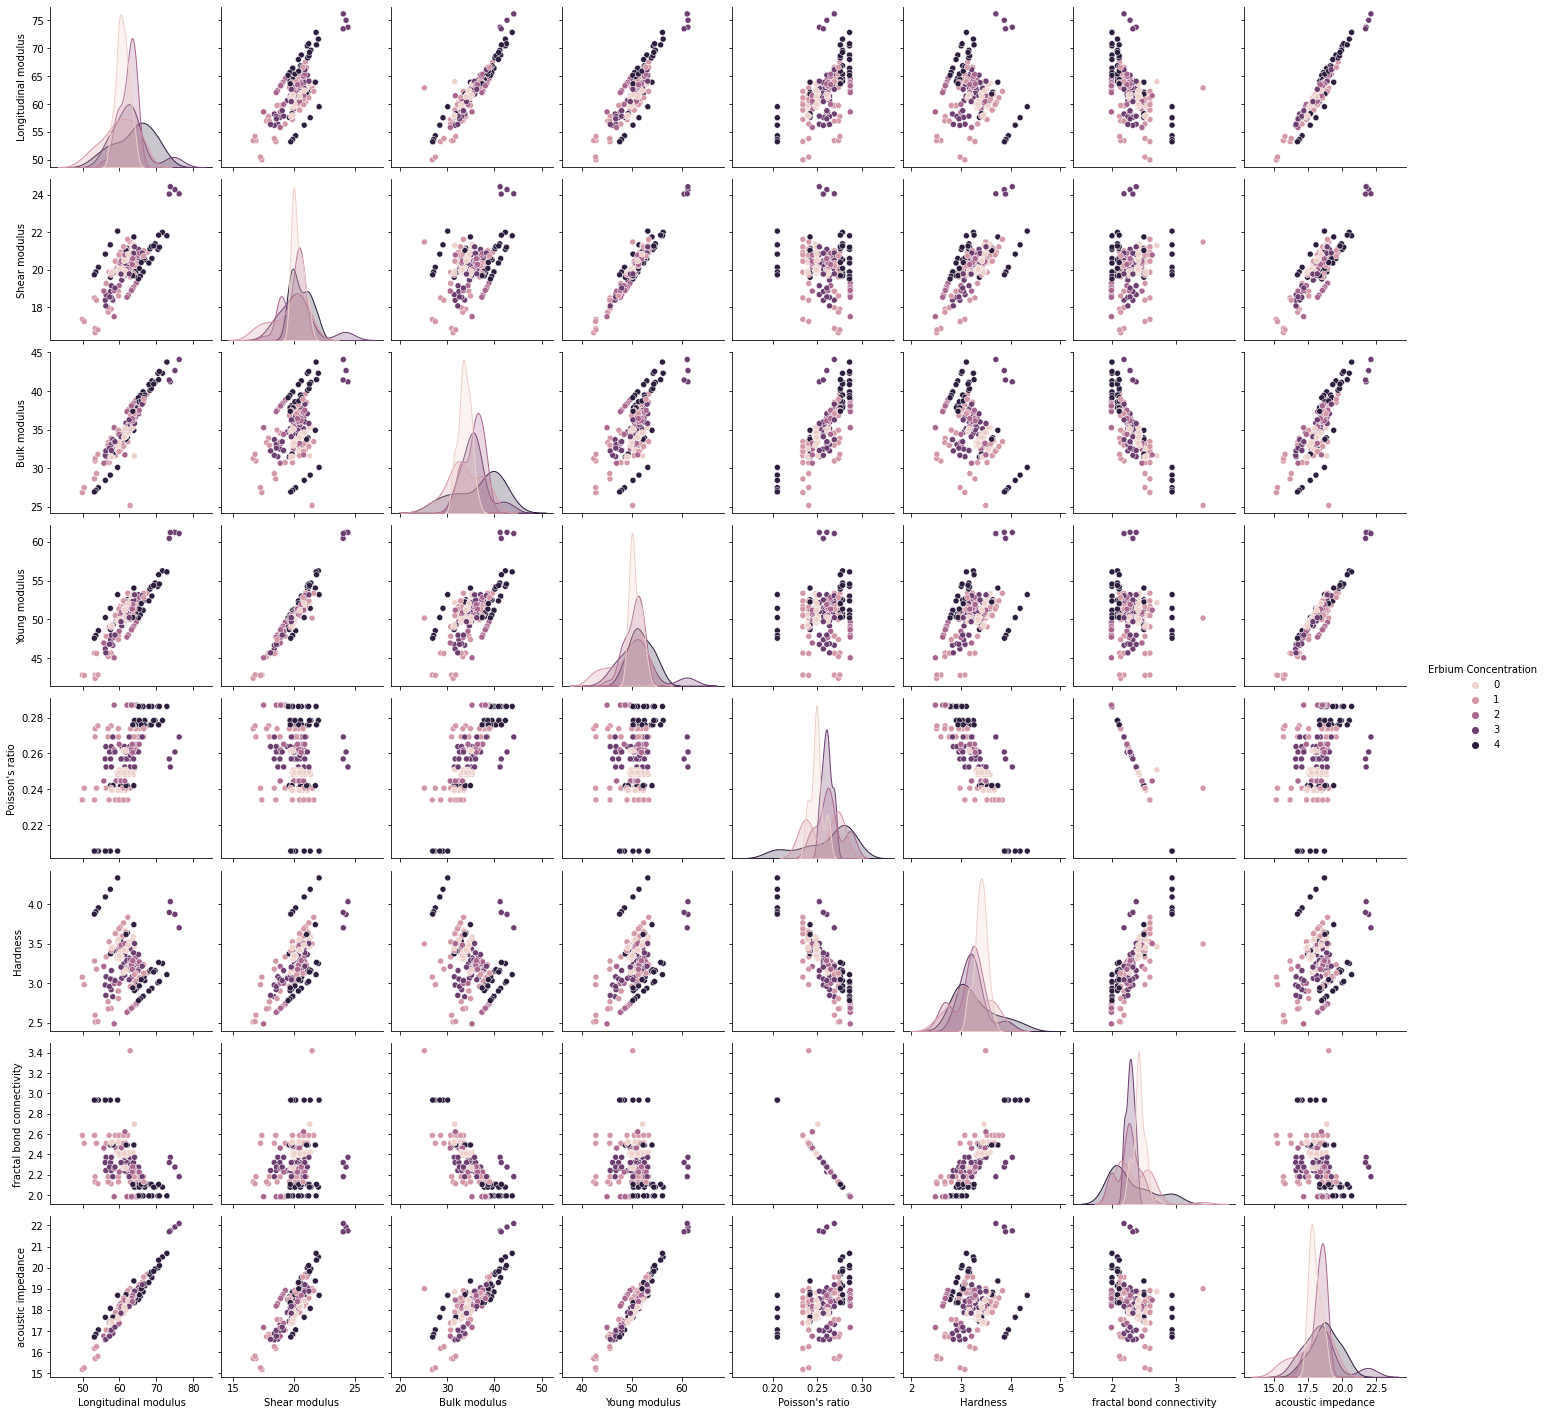 75
70
65
60
55
50
Longitudinal modulus
24
22
20
18
Shear modulus
45
40
35
30
25
Bulk modulus
60
55
50
45
Young modulus
0.28
0.26
0.24
0.22
Poisson's ratio
4.0
3.5
3.0
2.5
Hardness
3.4
3.2
3.0
2.8
2.6
2.4
2.2
2.0
fractal bond connectivity
22
21
20
19
18
17
16
15
acoustic impedance
50 60 70 80
Longitudinal modulus
15 20 25
Shear modulus
20 30 40 50
Bulk modulus
40 50 60
Young modulus
0.20 0.25 0.30
Poisson's ratio
2 3 4 5
Hardness
2 3
fractal bond connectivity
15.0 17.5 20.0 22.5
acoustic impedance
Erbium Concentration
0
1
2
3
4